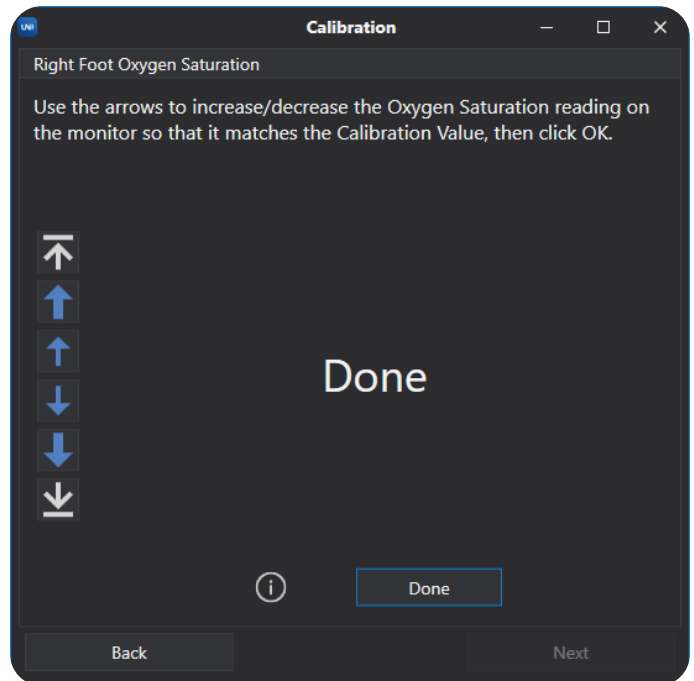 UNI
Calibration
Right Foot Oxygen Saturation
Use the arrows to increase/decrease the Oxygen Saturation reading on
the monitor so that it matches the Calibration Value, then click OK.
Done
Done
Back
Next